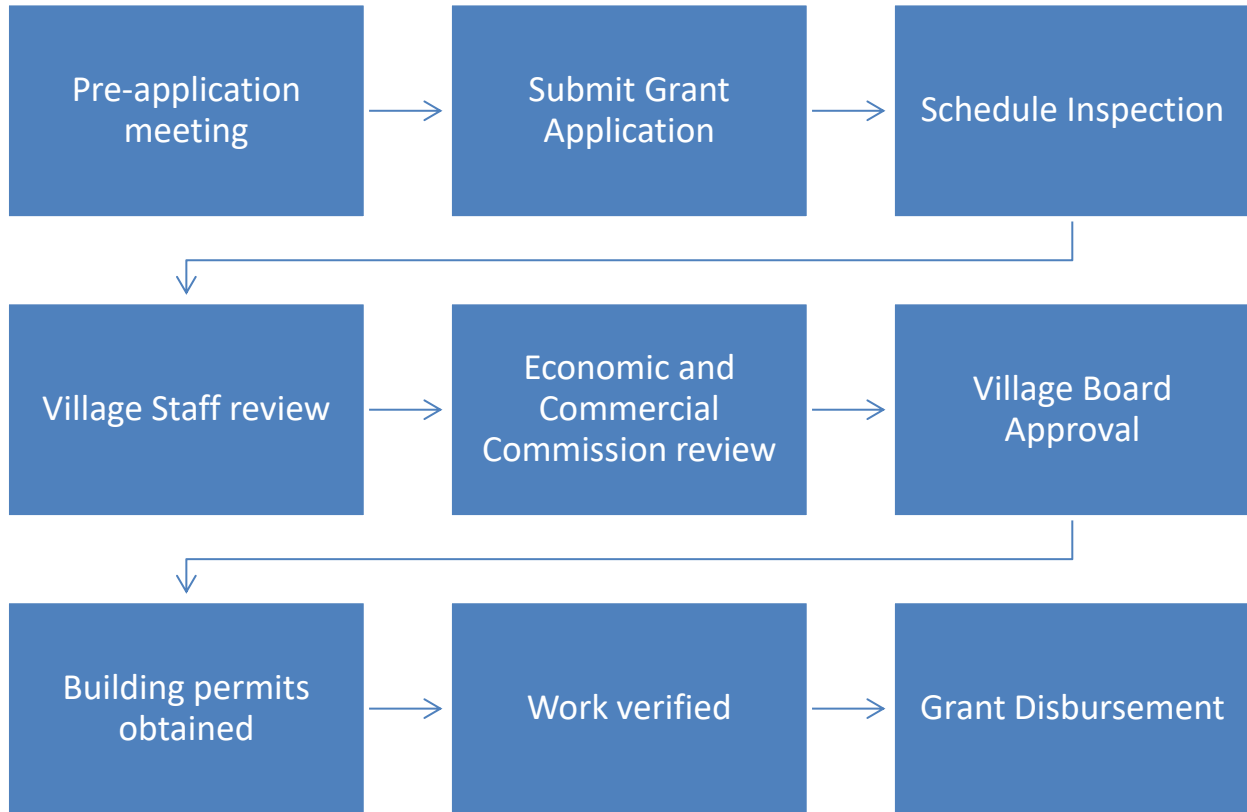 Pre-application
meeting
Submit Grant
Application
Schedule Inspection
Village Staff review
Economic and
Commercial
Commission review
Village Board
Approval
Building permits
obtained
Work verified
Grant Disbursement